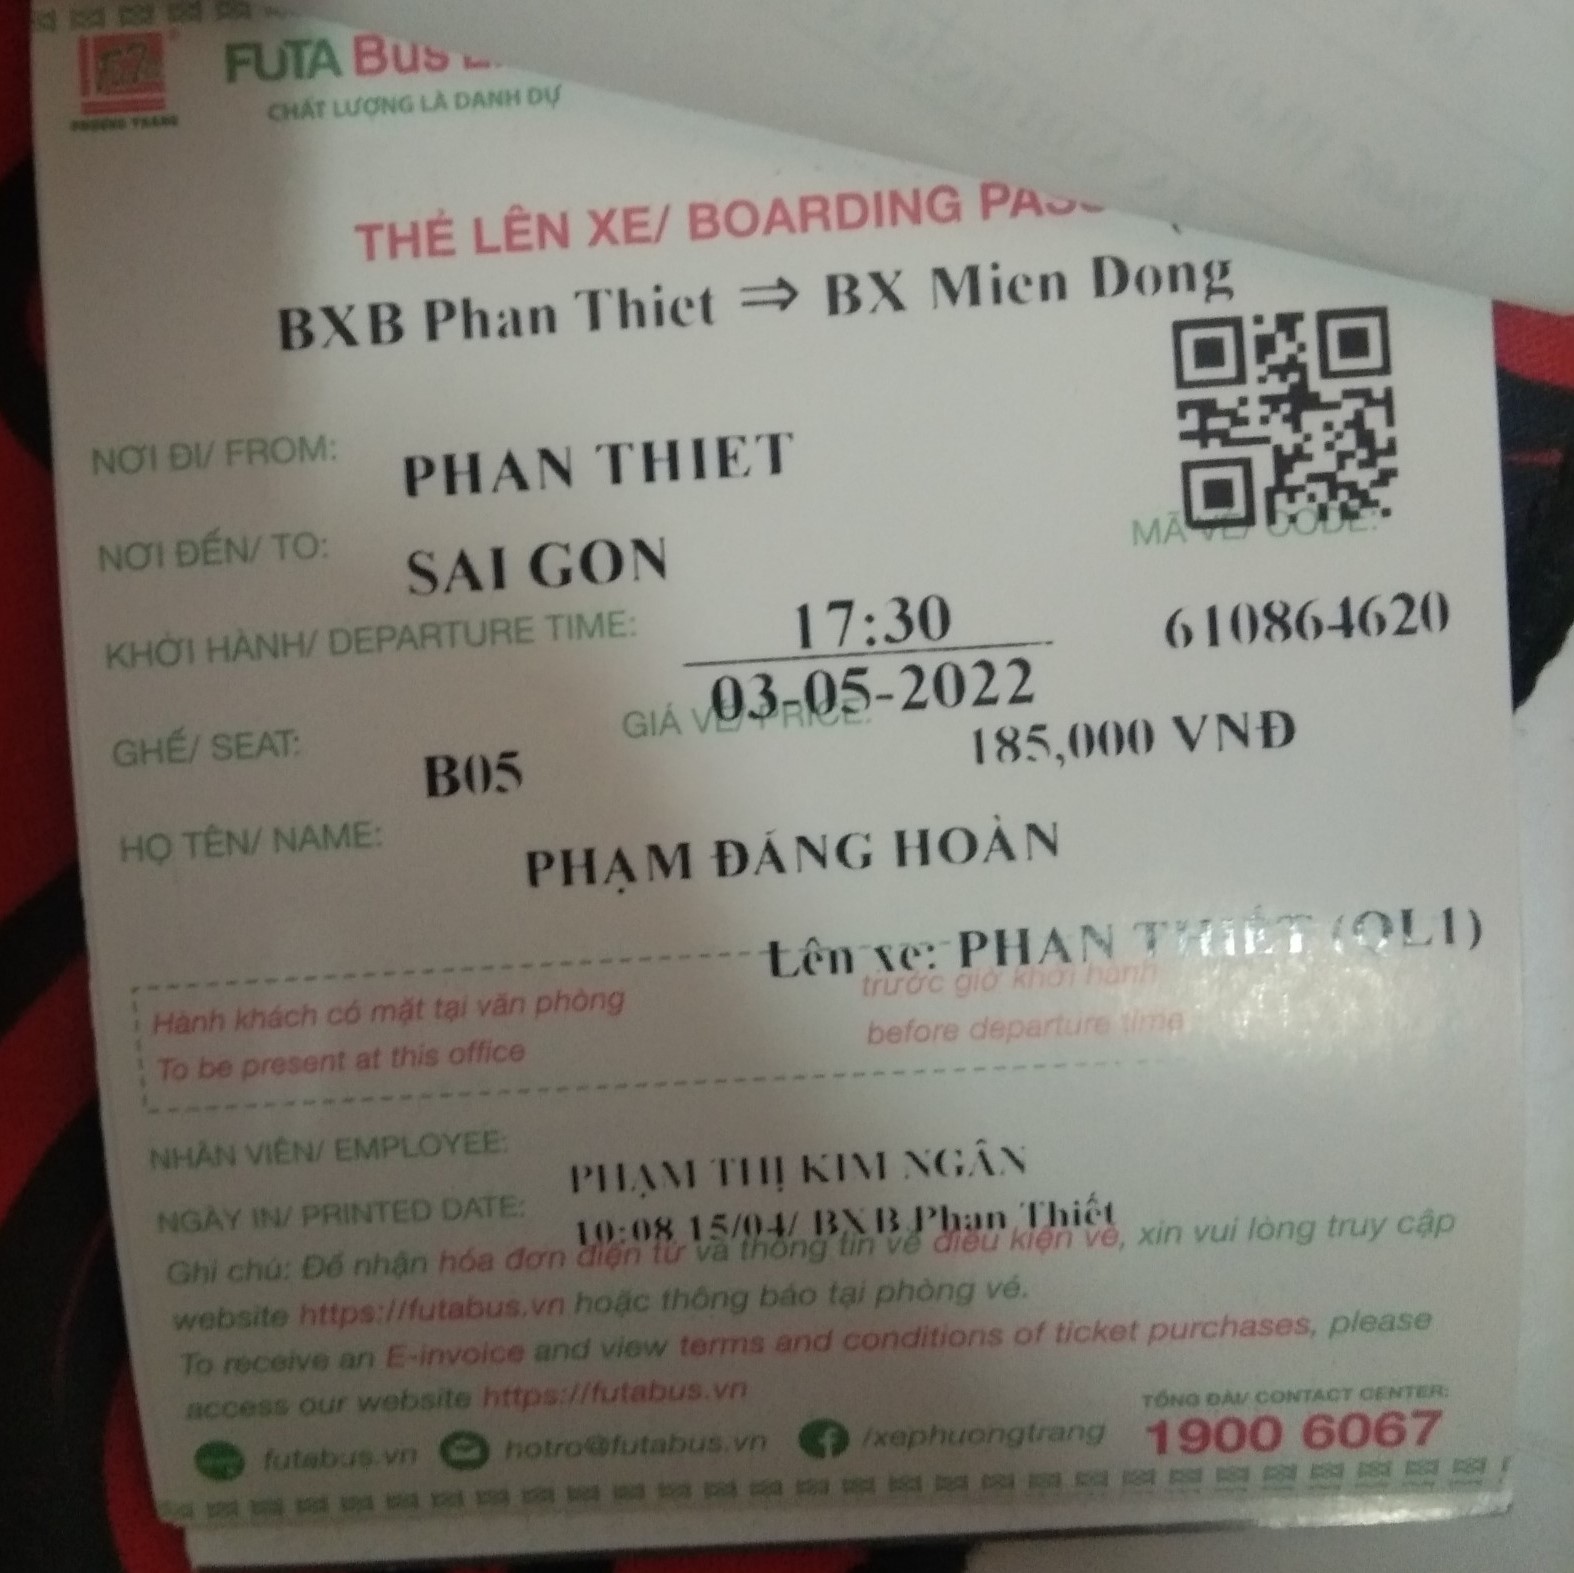 FUTA Bus
PHƯƠNG TRANG
CHẤT LƯỢNG LÀ DANH DỰ
THẺ LÊN XE/ BOARDING PASS
BXB Phan Thiet ⇒ BX Mien Dong
NƠI ĐI/ FROM: PHAN THIET
NƠI ĐẾN/ TO: SAI GON
MÃ VÉ/ CODE:
KHỞI HÀNH/ DEPARTURE TIME: 17:30 610864620
03-05-2022
GHẾ/ SEAT: B05 GIÁ VÉ/ PRICE: 185,000 VNĐ
HỌ TÊN/ NAME: PHẠM ĐĂNG HOÀN
Lên xe: PHAN THIẾT (QL1)
Hành khách có mặt tại văn phòng trước giờ khởi hành
To be present at this office before departure time
NHÂN VIÊN/ EMPLOYEE: PHẠM THỊ KIM NGÂN
NGÀY IN/ PRINTED DATE: 10:08 15/04/ BXB Phan Thiết
Ghi chú: Để nhận hóa đơn điện tử và thông tin về điều kiện vé, xin vui lòng truy cập
website https://futabus.vn hoặc thông báo tại phòng vé.
To receive an E-invoice and view terms and conditions of ticket purchases, please
access our website https://futabus.vn
TỔNG ĐÀI/ CONTACT CENTER:
futabus.vn hotro@futabus.vn /xephuongtrang 1900 6067